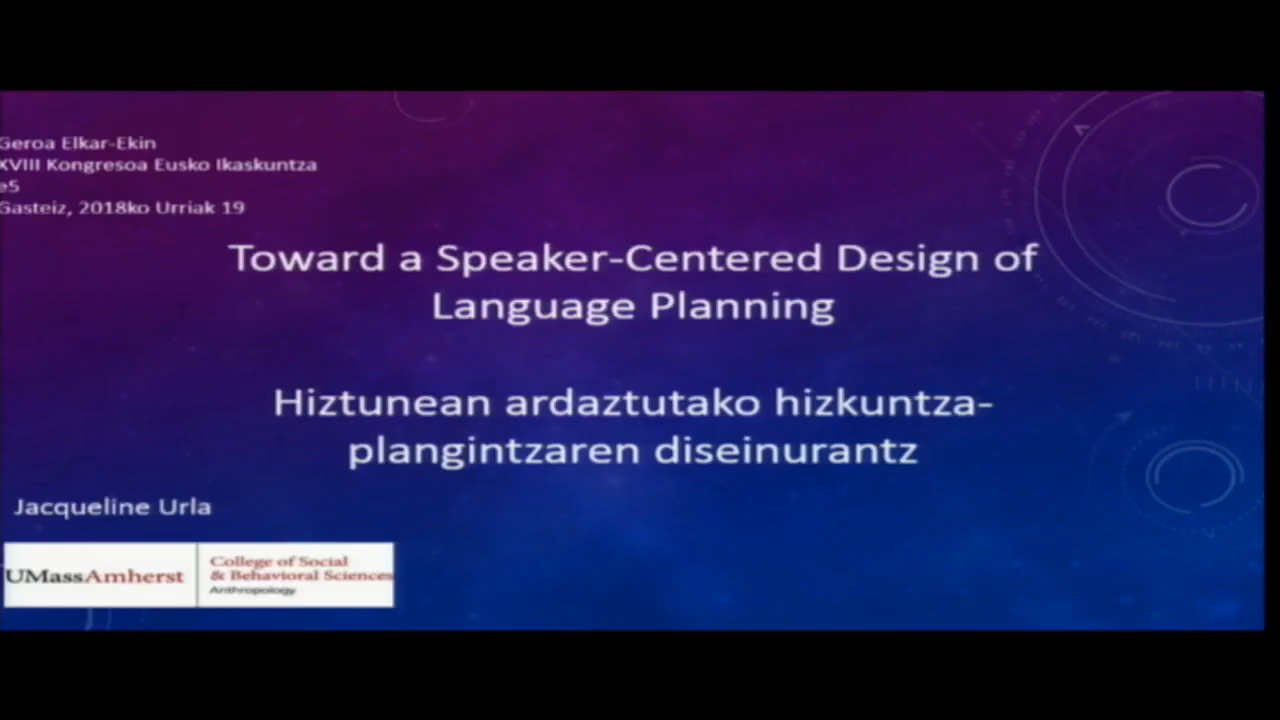 Geroa Elkar-Ekin
XVIII Kongresoa Eusko Ikaskuntza
e5
Gasteiz, 2018ko Urriak 19
Toward a Speaker-Centered Design of
Language Planning
Hiztunean ardaztutako hizkuntza-
plangintzaren diseinurantz
Jacqueline Urla
UMassAmherst
College of Social
& Behavioral Sciences
Anthropology